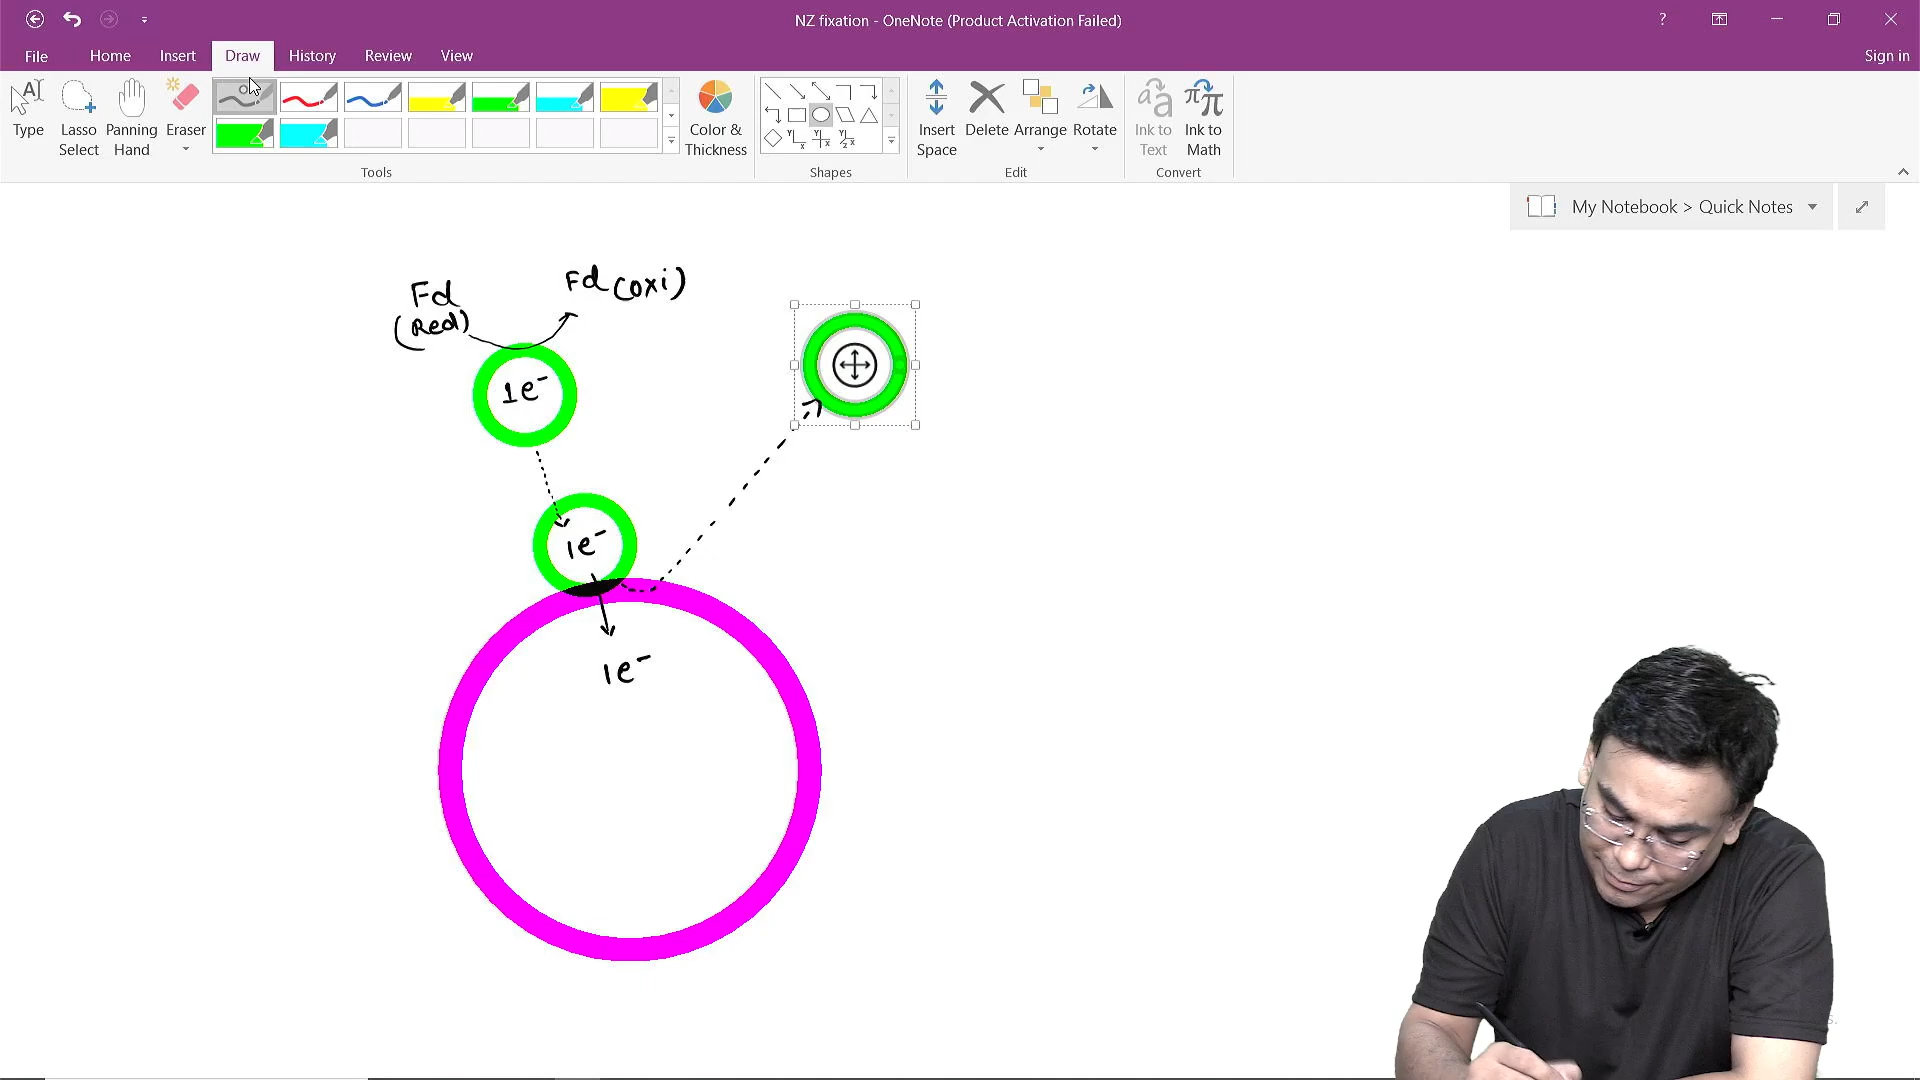 NZ fixation - OneNote (Product Activation Failed)
?
File Home Insert Draw History Review View
Sign in
Type
Lasso Select
Panning Hand
Eraser
Color & Thickness
Insert Space
Delete
Arrange
Rotate
Ink to Text
Ink to Math
Tools
Shapes
Edit
Convert
My Notebook > Quick Notes
Fd
(Red)
Fd (oxi)
1e⁻
1e⁻
1e⁻